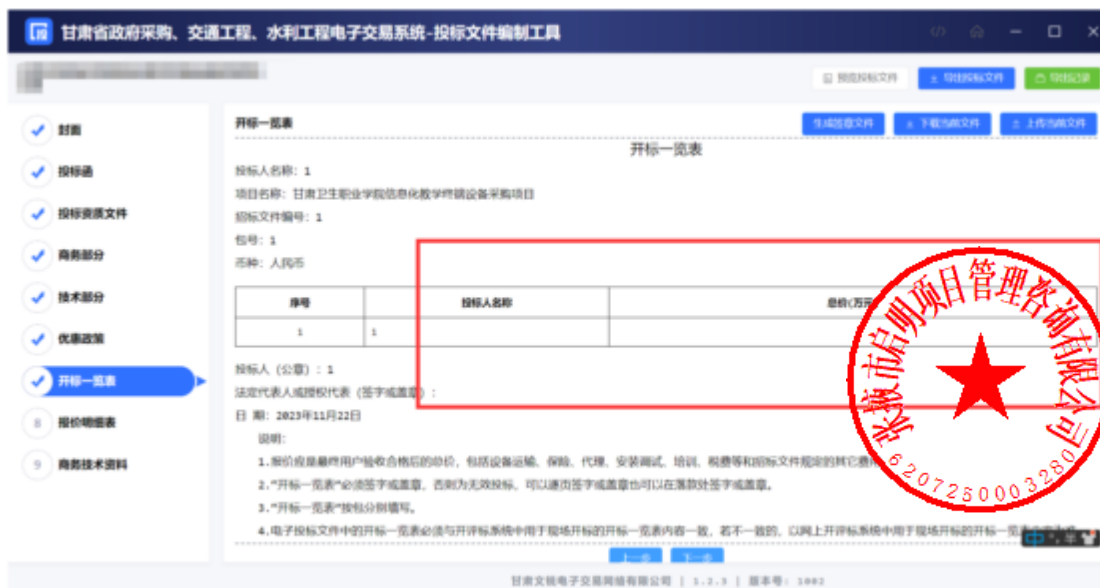 甘肃省政府采购、交通工程、水利工程电子交易系统-投标文件编制工具
预览投标文件 导出投标文件 导出记录
封面
投标函
投标资质文件
商务部分
技术部分
优惠政策
开标一览表
8 报价明细表
9 商务技术资料
开标一览表
生成签章文件 下载当前文件 上传当前文件
开标一览表
投标人名称：1
项目名称：甘肃卫生职业学院信息化教学终端设备采购项目
招标文件编号：1
包号：1
币种：人民币
序号 投标人名称 总价(万元
1 1
投标人（公章）：1
法定代表人或授权代表（签字或盖章）：
日 期：2023年11月22日
说明：
1.报价应是最终用户验收合格后的总价，包括设备运输、保险、代理、安装调试、培训、税费等和招标文件规定的其它费
2."开标一览表"必须签字或盖章，否则为无效投标，可以逐页签字或盖章也可以在落款处签字或盖章。
3."开标一览表"按包分别填写。
4.电子投标文件中的开标一览表必须与开评标系统中用于现场开标的开标一览表内容一致，若不一致的，以网上开评标系统中用于现场开标的开标一览
上一步 下一步
甘肃文锐电子交易网络有限公司 | 1.2.3 | 版本号：1002
张掖市启明项目管理咨询有限公司
6207250003280
中 半